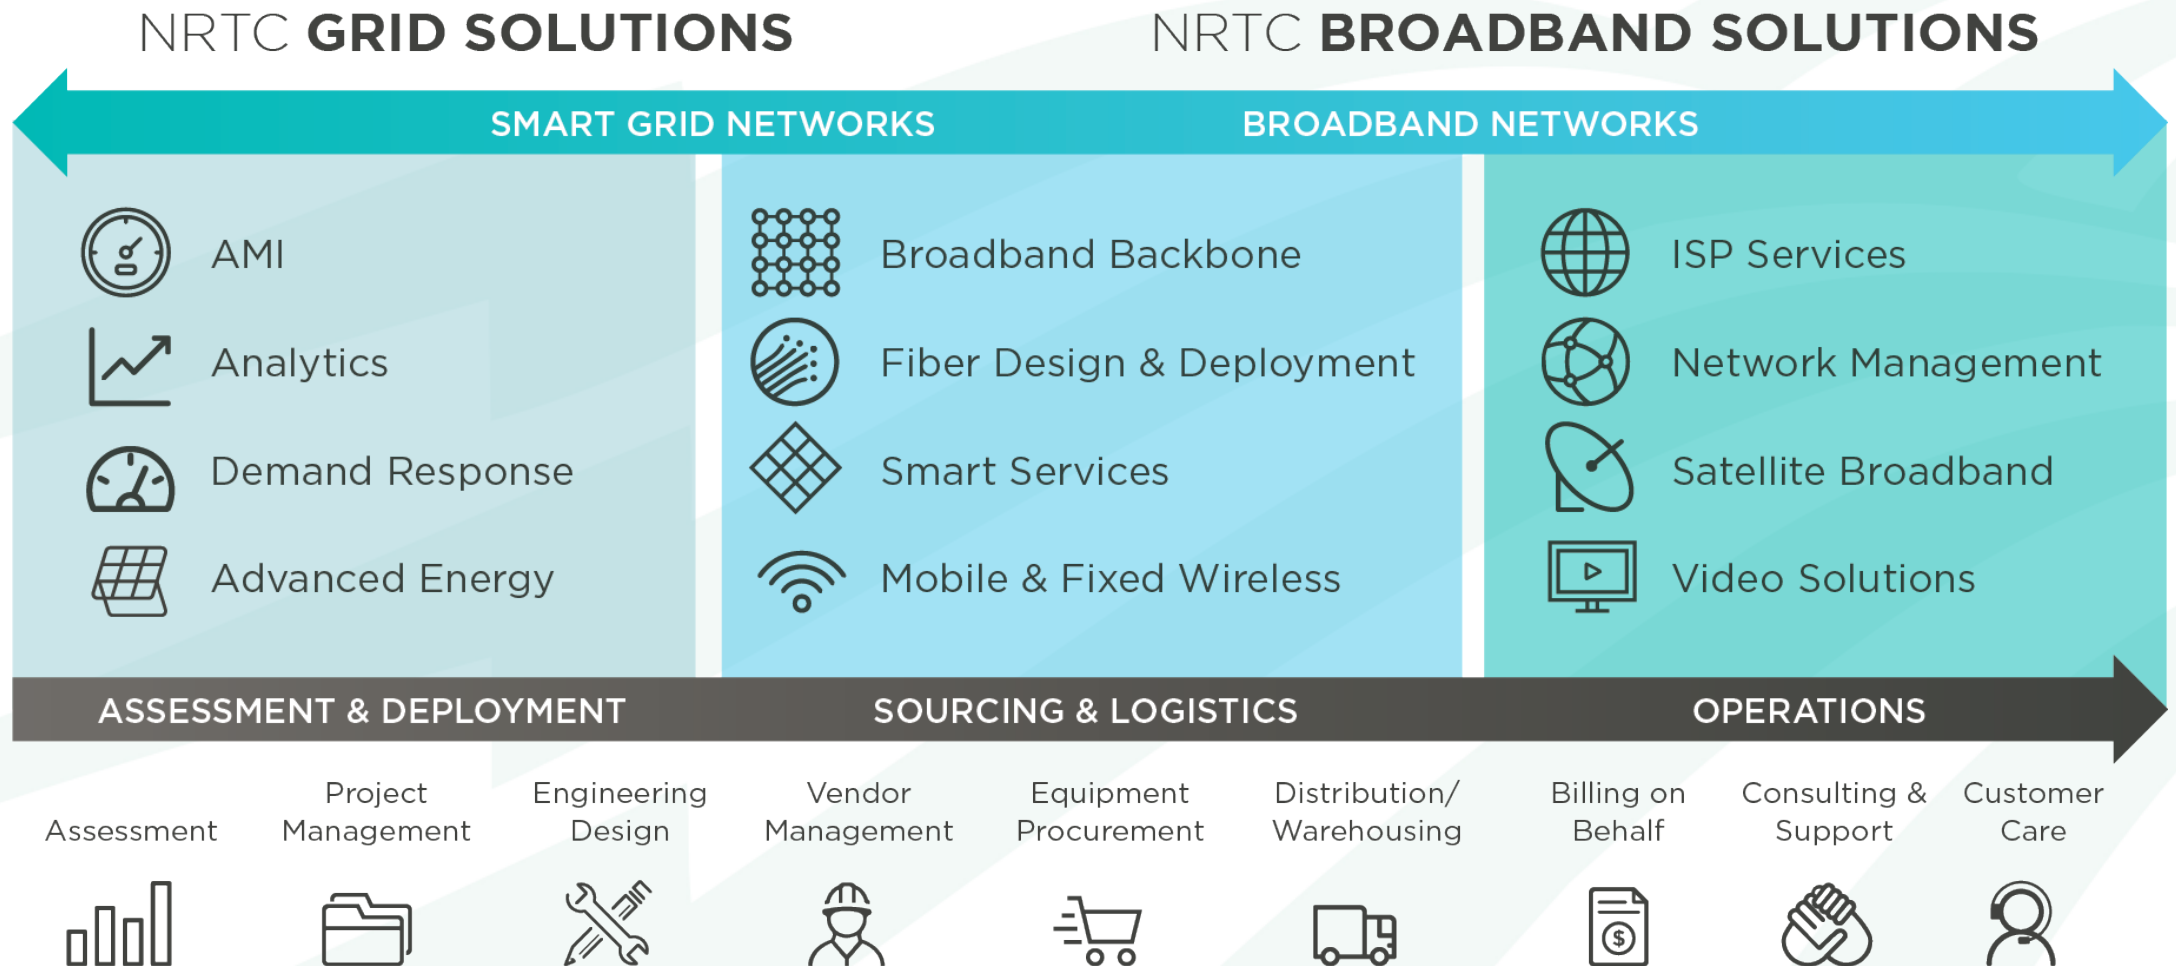 NRTC GRID SOLUTIONS
NRTC BROADBAND SOLUTIONS
SMART GRID NETWORKS
BROADBAND NETWORKS
AMI
Analytics
Demand Response
Advanced Energy
Broadband Backbone
Fiber Design & Deployment
Smart Services
Mobile & Fixed Wireless
ISP Services
Network Management
Satellite Broadband
Video Solutions
ASSESSMENT & DEPLOYMENT
SOURCING & LOGISTICS
OPERATIONS
Assessment
Project
Management
Engineering
Design
Vendor
Management
Equipment
Procurement
Distribution/
Warehousing
Billing on
Behalf
Consulting &
Support
Customer
Care
$